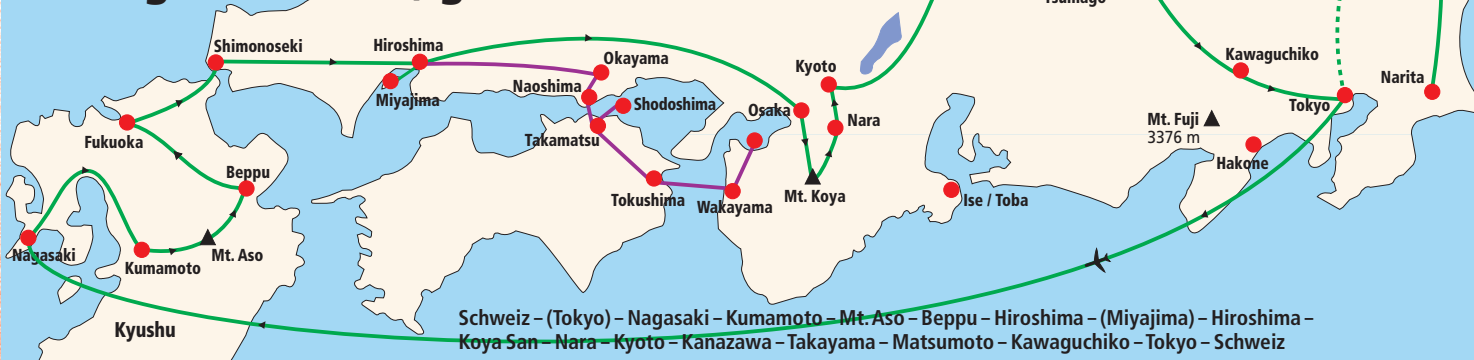 Tsumago
Shimonoseki
Hiroshima
Okayama
Kyoto
Kawaguchiko
Narita
Miyajima
Naoshima
Shodoshima
Osaka
Nara
Tokyo
Mt. Fuji
3376 m
Fukuoka
Takamatsu
Hakone
Beppu
Tokushima
Wakayama
Mt. Koya
Ise / Toba
Nagasaki
Kumamoto
Mt. Aso
Kyushu
Schweiz – (Tokyo) – Nagasaki – Kumamoto – Mt. Aso – Beppu – Hiroshima – (Miyajima) – Hiroshima –
Koya San – Nara – Kyoto – Kanazawa – Takayama – Matsumoto – Kawaguchiko – Tokyo – Schweiz